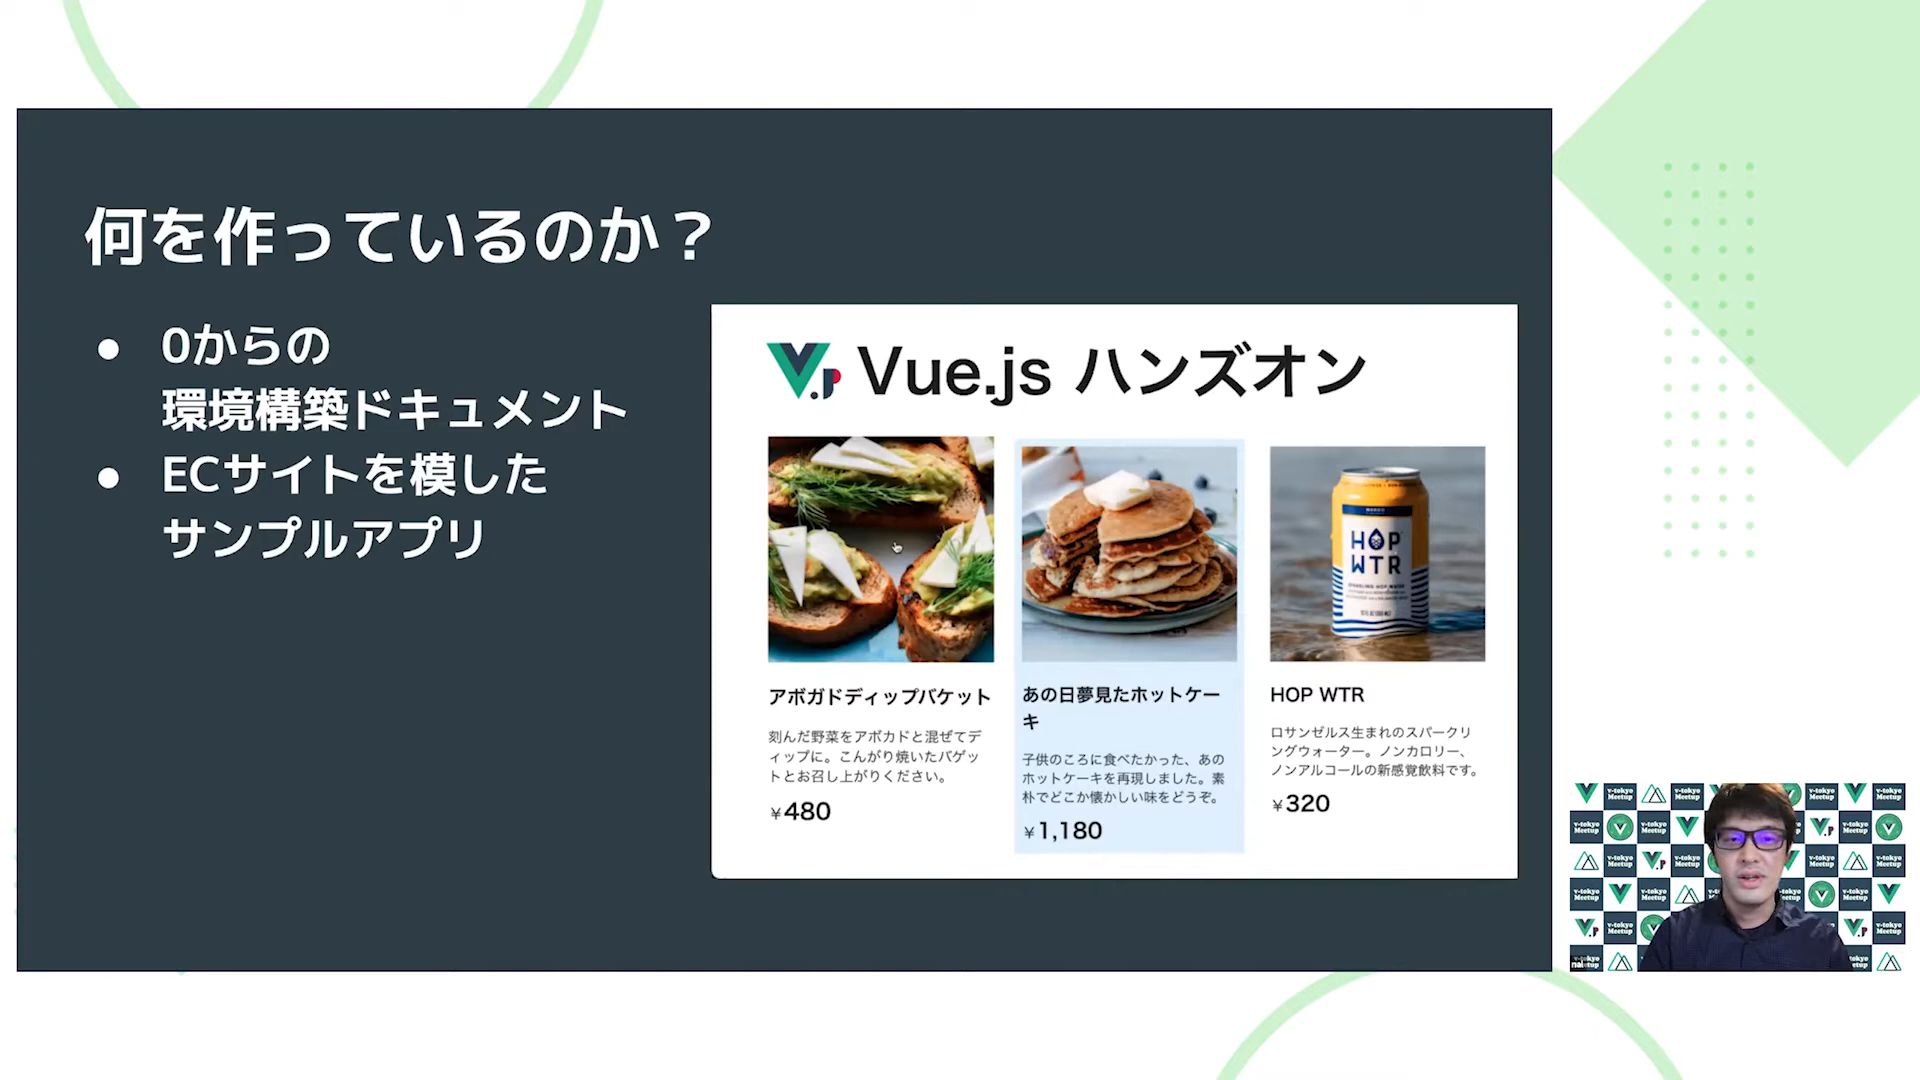 何を作っているのか？
● 0からの
環境構築ドキュメント
● ECサイトを模した
サンプルアプリ
Vue.js ハンズオン
アボガドディップバケット
刻んだ野菜をアボカドと混ぜてデ
ィップに。こんがり焼いたバゲッ
トとお召し上がりください。
￥480
あの日夢見たホットケー
キ
子供のころに食べたかった、あの
ホットケーキを再現しました。素
朴でどこか懐かしい味をどうぞ。
￥1,180
HOP
WTR
HOP WTR
ロサンゼルス生まれのスパークリ
ングウォーター。ノンカロリー、
ノンアルコールの新感覚飲料です。
￥320
v-tokyo
Meetup